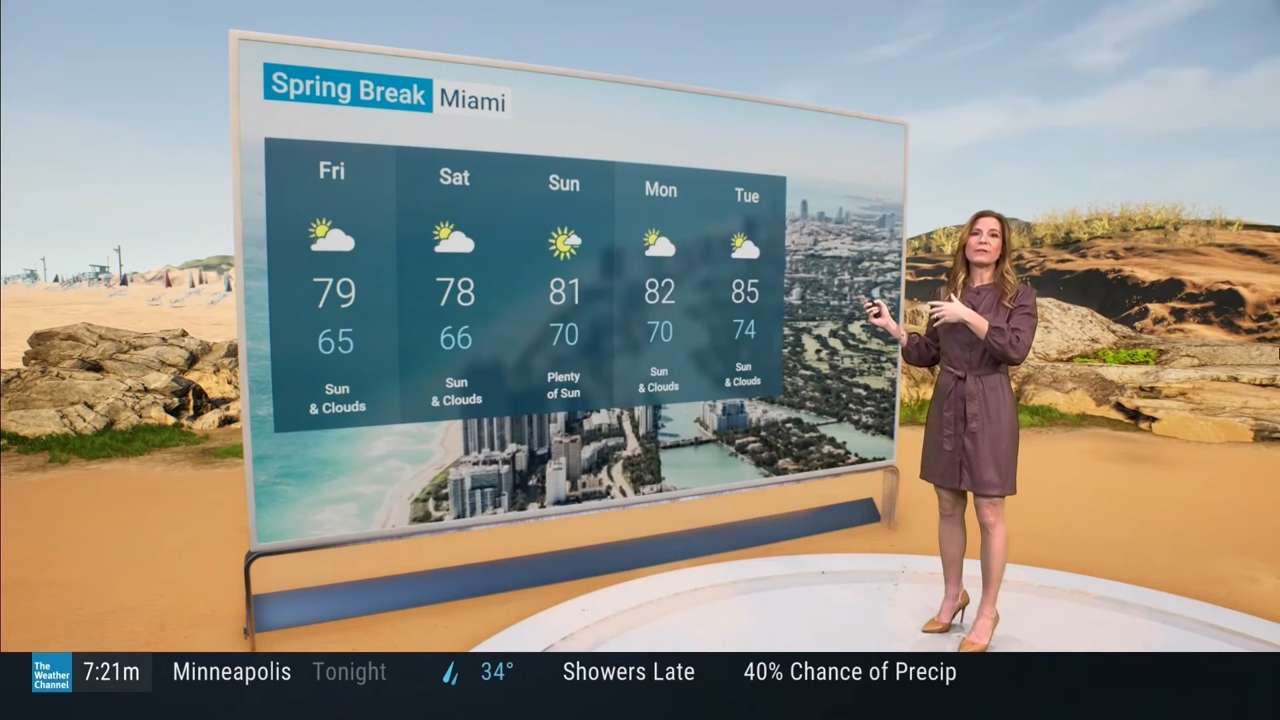 Spring Break Miami
Fri Sat Sun Mon Tue
79 78 81 82 85
65 66 70 70 74
Sun & Clouds
Sun & Clouds
Plenty of Sun
Sun & Clouds
Sun & Clouds
The Weather Channel
7:21m Minneapolis Tonight 34° Showers Late 40% Chance of Precip